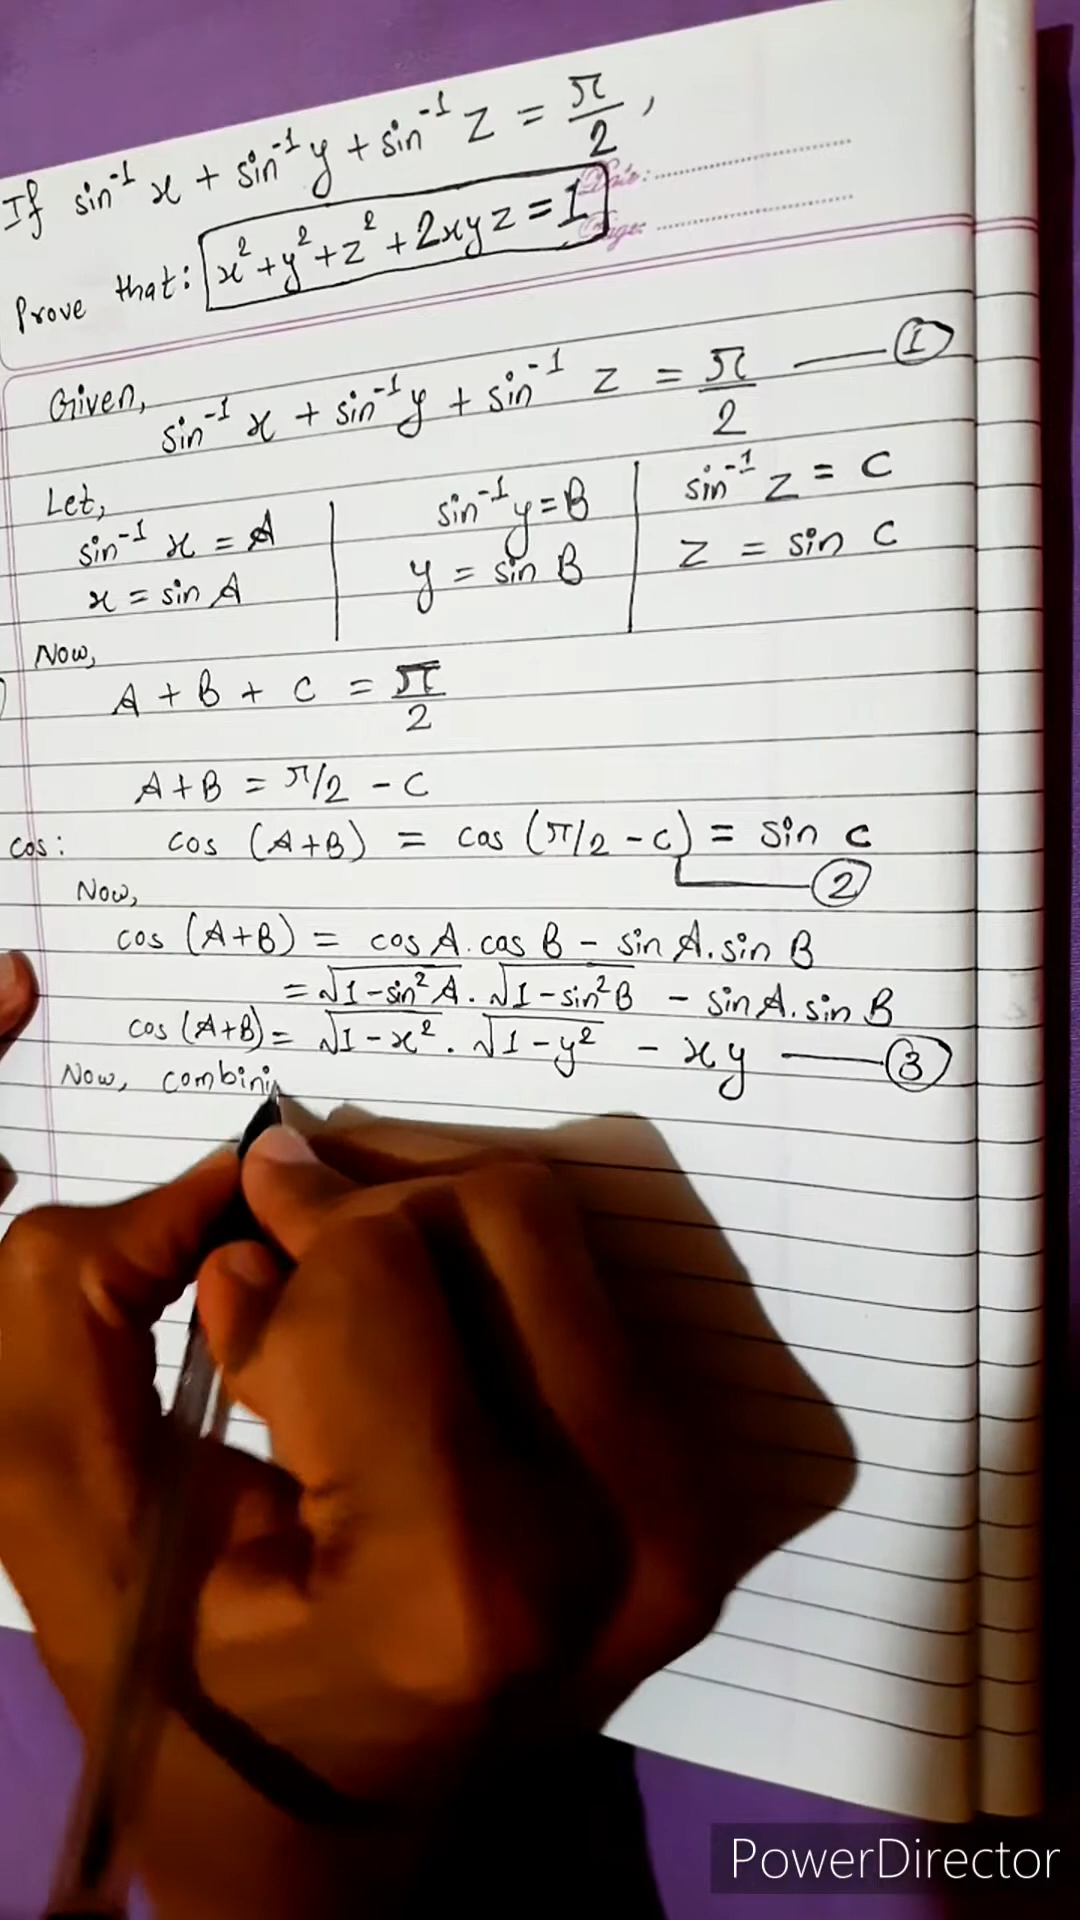 If sin⁻¹ x + sin⁻¹ y + sin⁻¹ z = π/2,
Date:
Prove that: x² + y² + z² + 2xyz = 1
Page:
Given,
sin⁻¹ x + sin⁻¹ y + sin⁻¹ z = π/2 —— ①
Let,
sin⁻¹ x = A | sin⁻¹ y = B | sin⁻¹ z = C
x = sin A | y = sin B | z = sin C
Now,
A + B + C = π/2
A + B = π/2 - C
cos: cos (A+B) = cos (π/2 - C) = sin C
②
Now,
cos (A+B) = cos A . cos B - sin A . sin B
= √1-sin²A . √1-sin²B - sin A . sin B
cos (A+B) = √1-x² . √1-y² - xy —— ③
Now, combini
PowerDirector